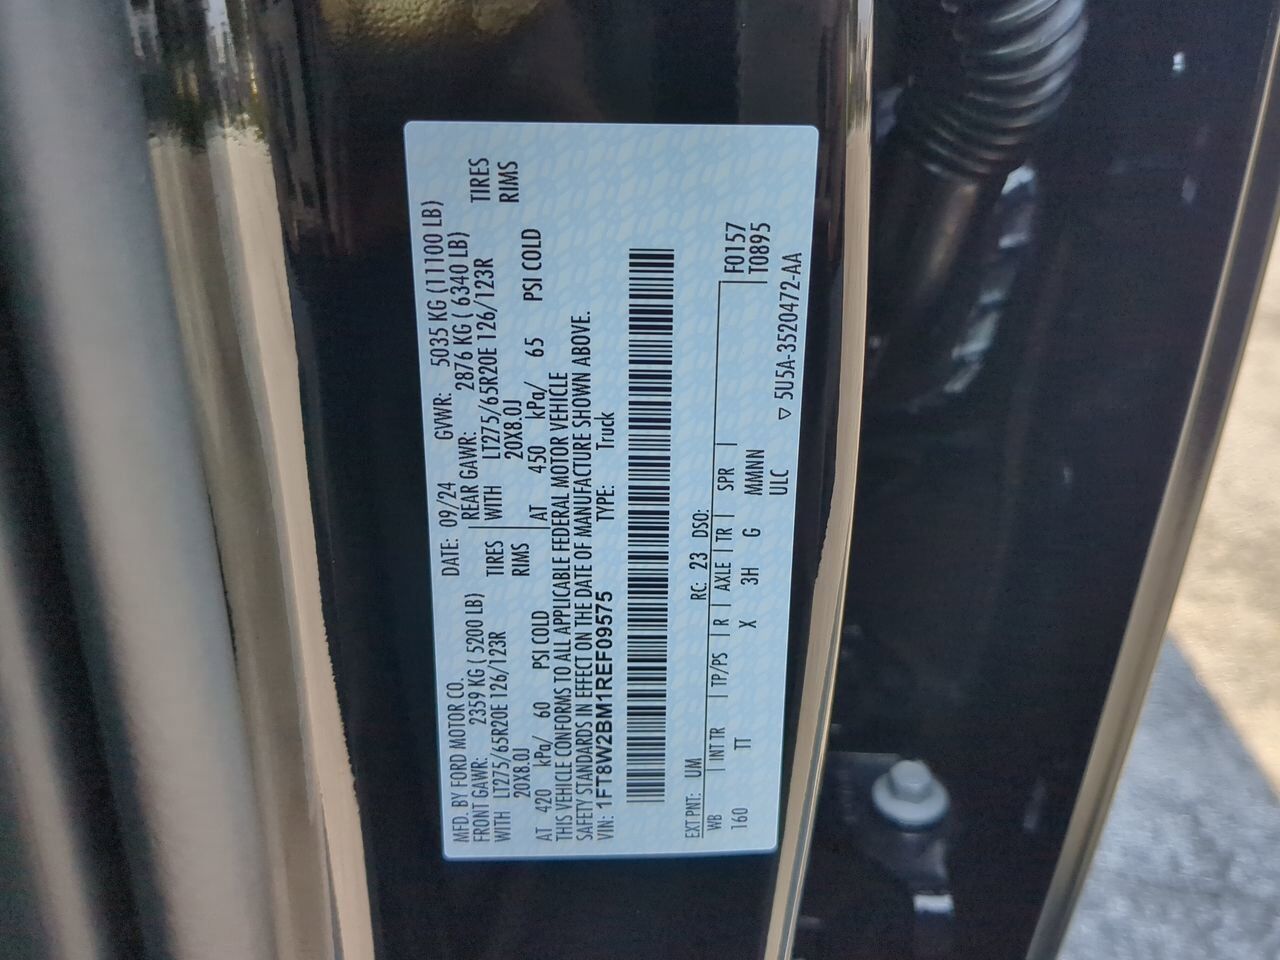 MFD. BY FORD MOTOR CO.
DATE: 09/24 GVWR: 5035 KG (11100 LB)
FRONT GAWR: 2359 KG ( 5200 LB) REAR GAWR: 2876 KG ( 6340 LB)
WITH LT275/65R20E 126/123R TIRES WITH LT275/65R20E 126/123R TIRES
20X8.0J RIMS 20X8.0J RIMS
AT 420 kPa/ 60 PSI COLD AT 450 kPa/ 65 PSI COLD
THIS VEHICLE CONFORMS TO ALL APPLICABLE FEDERAL MOTOR VEHICLE
SAFETY STANDARDS IN EFFECT ON THE DATE OF MANUFACTURE SHOWN ABOVE.
VIN: 1FT8W2BM1REF09575 TYPE: Truck
EXT PNT: UM RC: 23 DSO:
WB | INT TR | TP/PS | R | AXLE | TR | SPR | F0157
160 TT X 3H G MMNN T0895
ULC
▽ 5U5A-3520472-AA